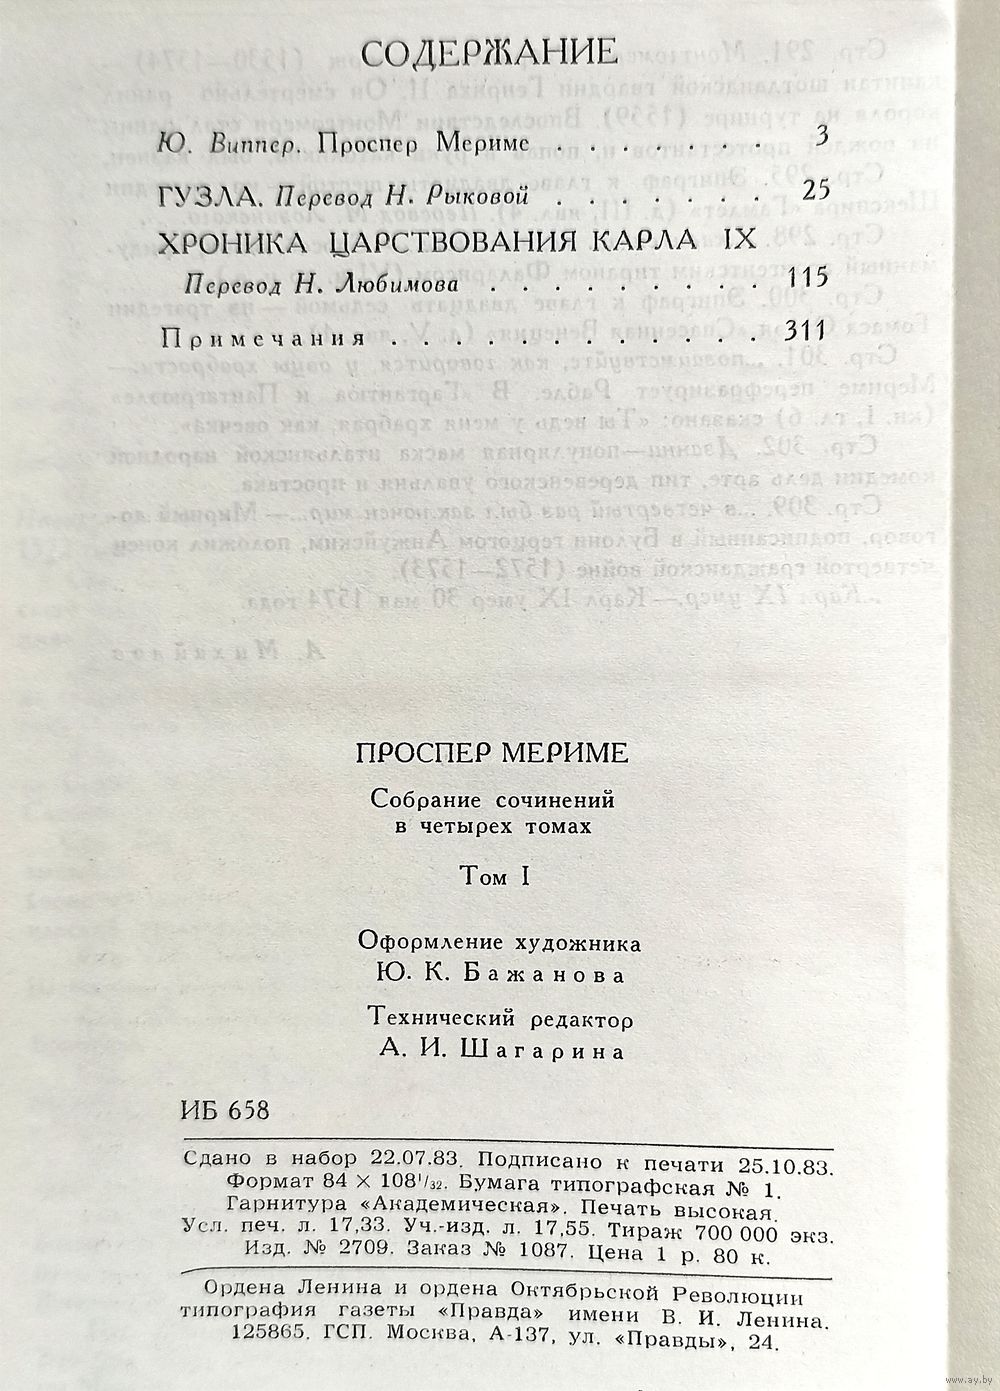 СОДЕРЖАНИЕ
Ю. Виппер. Проспер Мериме . . . . . . . 3
ГУЗЛА. Перевод Н. Рыковой . . . . . . . 25
ХРОНИКА ЦАРСТВОВАНИЯ КАРЛА IX
Перевод Н. Любимова . . . . . . . . . 115
Примечания . . . . . . . . . . . . 311
ПРОСПЕР МЕРИМЕ
Собрание сочинений
в четырех томах
Том I
Оформление художника
Ю. К. Бажанова
Технический редактор
А. И. Шагарина
ИБ 658
Сдано в набор 22.07.83. Подписано к печати 25.10.83.
Формат 84 × 108¹/₃₂. Бумага типографская № 1.
Гарнитура «Академическая». Печать высокая.
Усл. печ. л. 17,33. Уч.-изд. л. 17,55. Тираж 700 000 экз.
Изд. № 2709. Заказ № 1087. Цена 1 р. 80 к.
Ордена Ленина и ордена Октябрьской Революции
типография газеты «Правда» имени В. И. Ленина.
125865. ГСП. Москва, А-137, ул. «Правды», 24.
www.ay.by